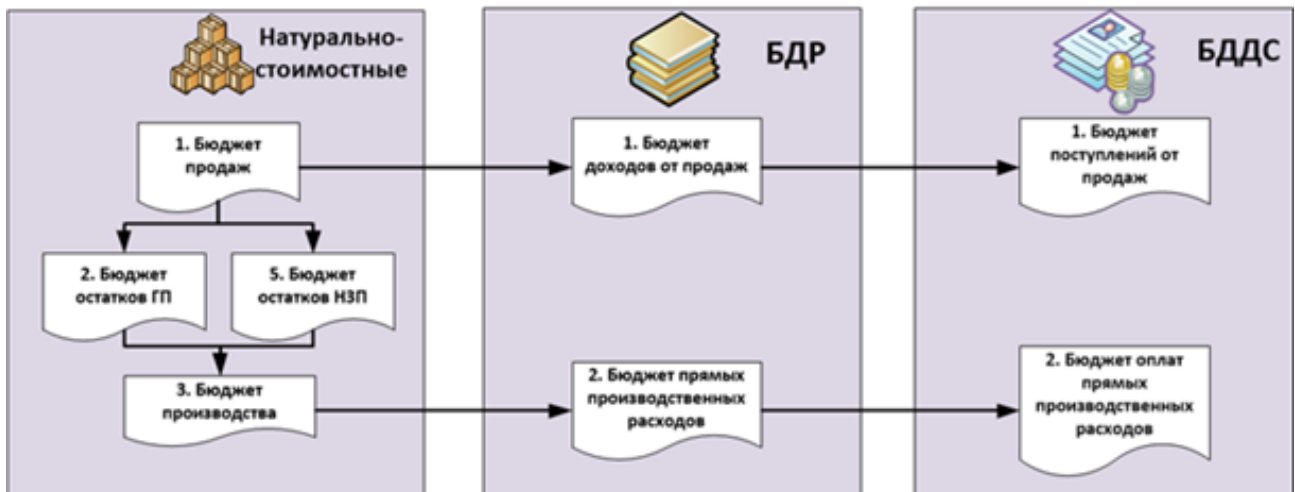 Натурально-
стоимостные
1. Бюджет
продаж
2. Бюджет
остатков ГП
5. Бюджет
остатков НЗП
3. Бюджет
производства
БДР
1. Бюджет
доходов от продаж
2. Бюджет прямых
производственных
расходов
БДДС
1. Бюджет
поступлений от
продаж
2. Бюджет оплат
прямых
производственных
расходов